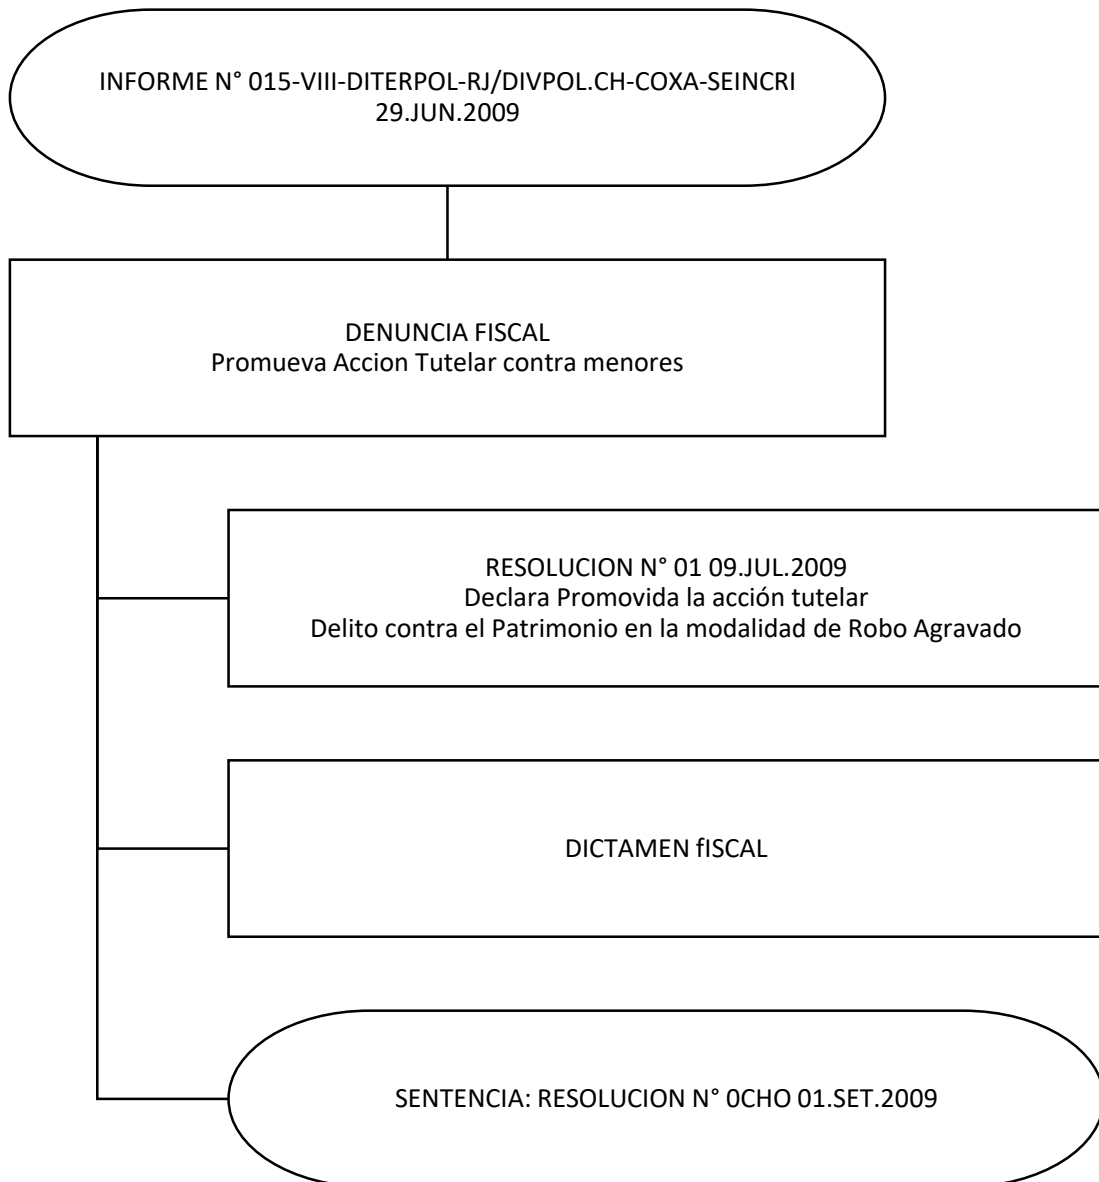 INFORME N° 015-VIII-DITERPOL-RJ/DIVPOL.CH-COXA-SEINCRI
29.JUN.2009
DENUNCIA FISCAL
Promueva Accion Tutelar contra menores
RESOLUCION N° 01 09.JUL.2009
Declara Promovida la acción tutelar
Delito contra el Patrimonio en la modalidad de Robo Agravado
DICTAMEN fISCAL
SENTENCIA: RESOLUCION N° 0CHO 01.SET.2009